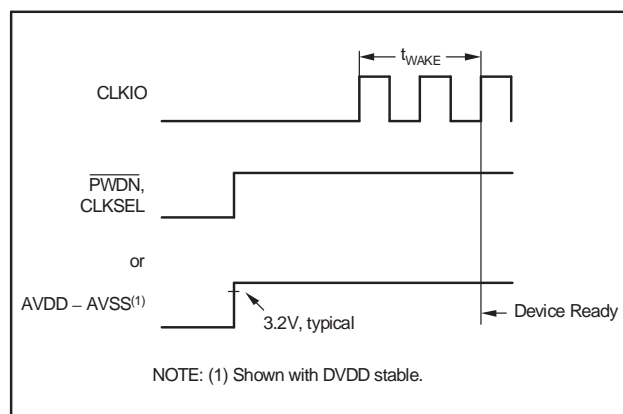 tWAKE
CLKIO
PWDN,
CLKSEL
or
AVDD – AVSS(1)
3.2V, typical
Device Ready
NOTE: (1) Shown with DVDD stable.